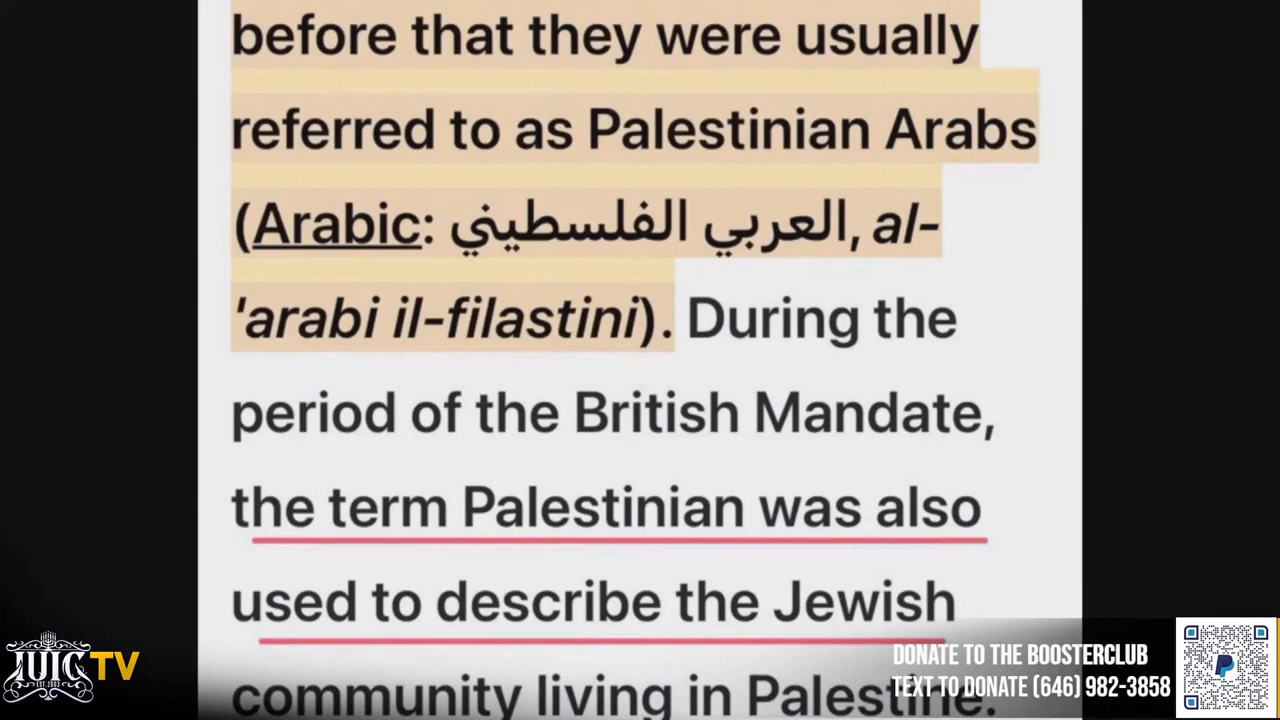 before that they were usually
referred to as Palestinian Arabs
(Arabic: العربي الفلسطيني, al-
'arabi il-filastini). During the
period of the British Mandate,
the term Palestinian was also
used to describe the Jewish
community living in Palestine.
IUIC TV
EST. 2003
DONATE TO THE BOOSTERCLUB
TEXT TO DONATE (646) 982-3858